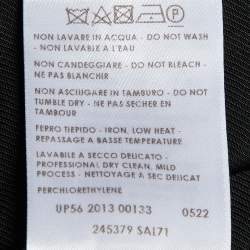 NON LAVARE IN ACQUA - DO NOT WASH
- NON LAVABLE A L'EAU
NON CANDEGGIARE - DO NOT BLEACH -
NE PAS BLANCHIR
NON ASCIUGARE IN TAMBURO - DO NOT
TUMBLE DRY - NE PAS SECHER EN
TAMBOUR
FERRO TIEPIDO - IRON, LOW HEAT -
REPASSAGE A BASSE TEMPERATURE
LAVABILE A SECCO DELICATO -
PROFESSIONAL DRY CLEAN, MILD
PROCESS - NETTOYAGE A SEC DELICAT
PERCHLORETHYLENE
UP56 2013 00133 0522
245379 SAL71